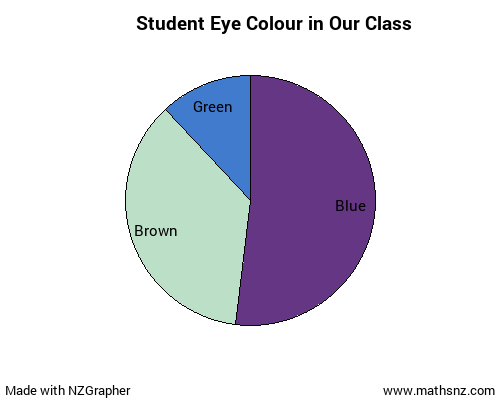 Student Eye Colour in Our Class
Green
Blue
Brown
Made with NZGrapher
www.mathsnz.com